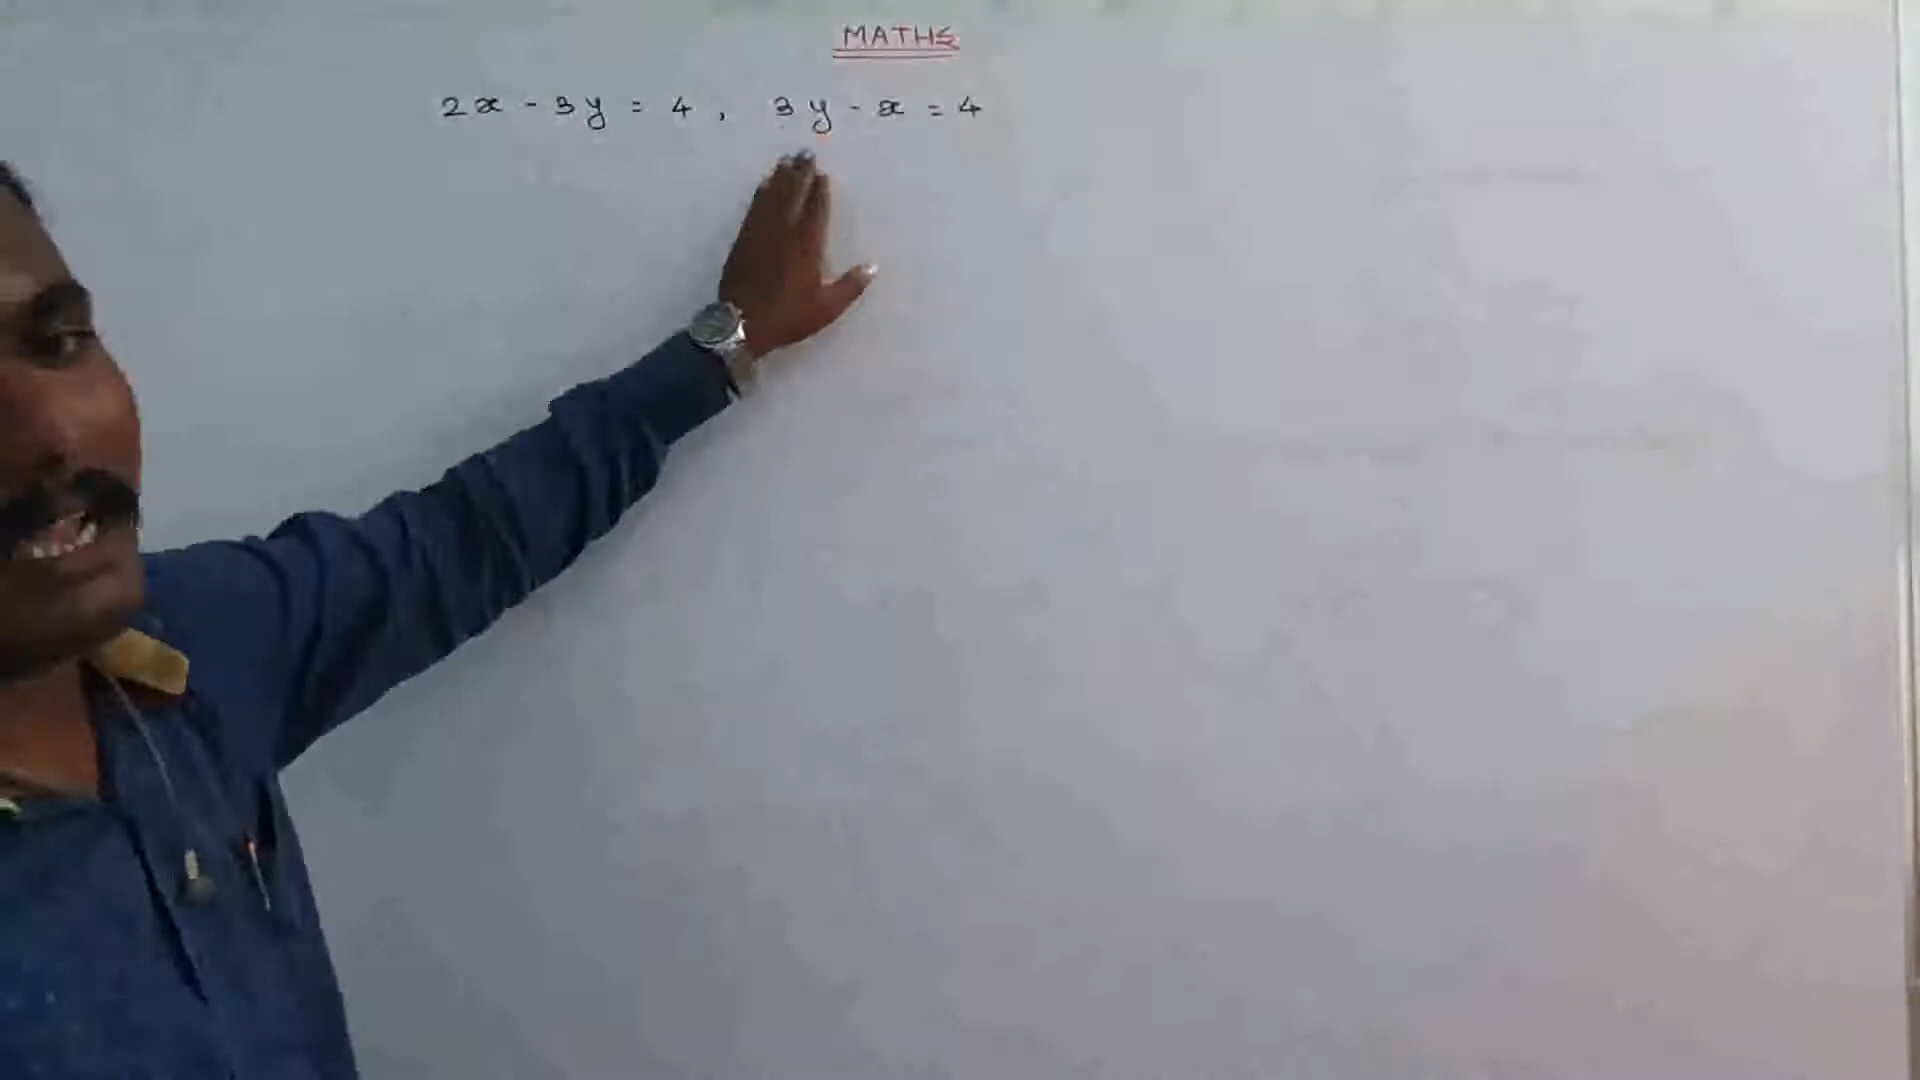 MATHS
2x - 3y = 4 , 3y - x = 4